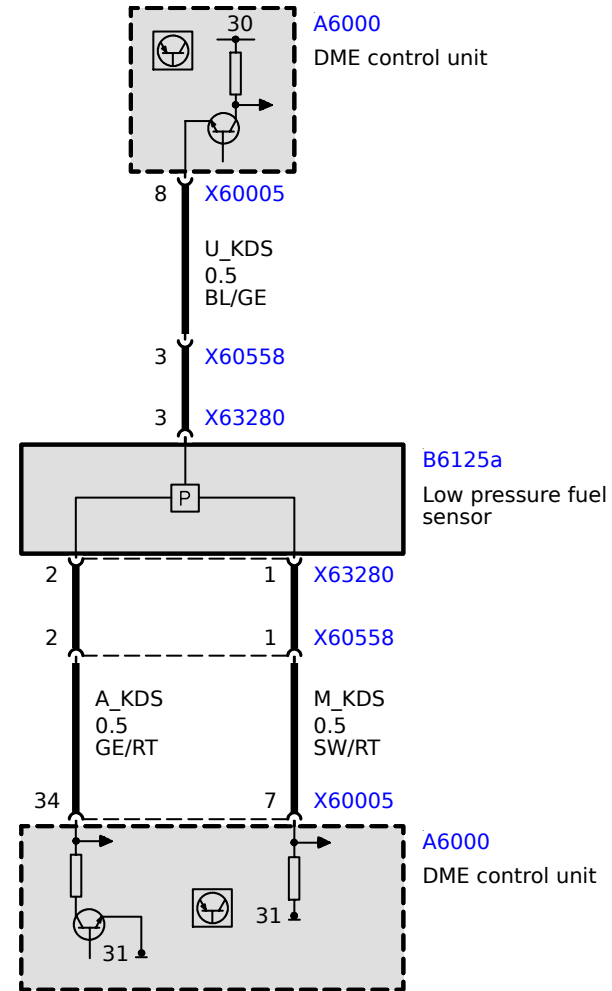 30
A6000
DME control unit
8 X60005
U_KDS
0.5
BL/GE
3 X60558
3 X63280
B6125a
Low pressure fuel
sensor
P
2 1 X63280
2 1 X60558
A_KDS
0.5
GE/RT
M_KDS
0.5
SW/RT
34 7 X60005
A6000
DME control unit
31
31